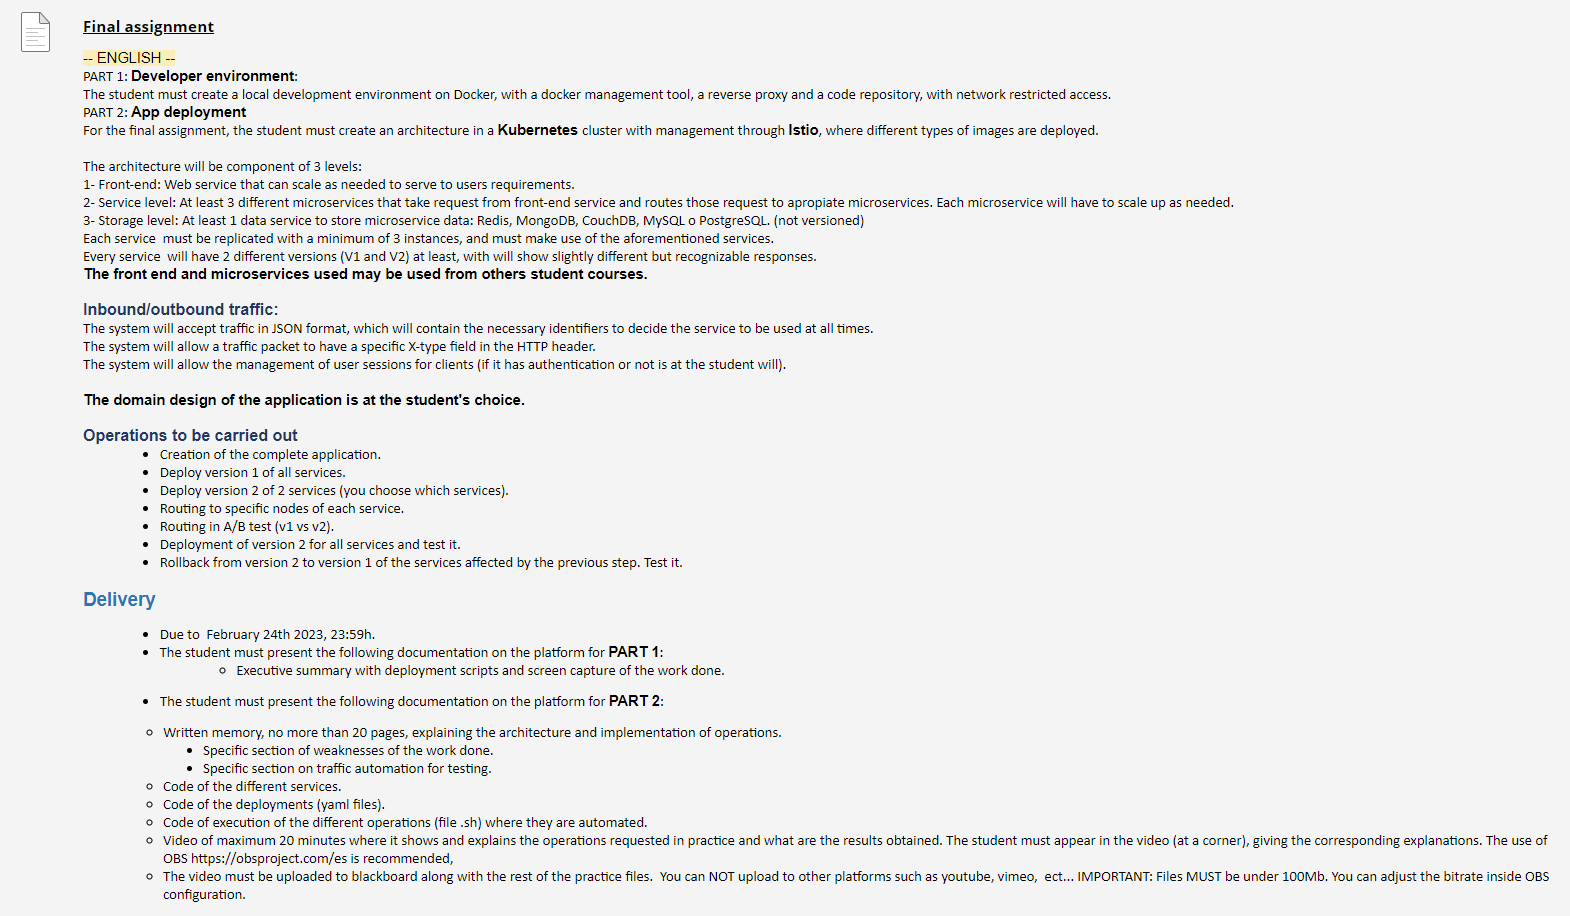 Final assignment
-- ENGLISH --
PART 1: Developer environment:
The student must create a local development environment on Docker, with a docker management tool, a reverse proxy and a code repository, with network restricted access.
PART 2: App deployment
For the final assignment, the student must create an architecture in a Kubernetes cluster with management through Istio, where different types of images are deployed.
The architecture will be component of 3 levels:
1- Front-end: Web service that can scale as needed to serve to users requirements.
2- Service level: At least 3 different microservices that take request from front-end service and routes those request to apropiate microservices. Each microservice will have to scale up as needed.
3- Storage level: At least 1 data service to store microservice data: Redis, MongoDB, CouchDB, MySQL o PostgreSQL. (not versioned)
Each service  must be replicated with a minimum of 3 instances, and must make use of the aforementioned services.
Every service  will have 2 different versions (V1 and V2) at least, with will show slightly different but recognizable responses.
The front end and microservices used may be used from others student courses.
Inbound/outbound traffic:
The system will accept traffic in JSON format, which will contain the necessary identifiers to decide the service to be used at all times.
The system will allow a traffic packet to have a specific X-type field in the HTTP header.
The system will allow the management of user sessions for clients (if it has authentication or not is at the student will).
The domain design of the application is at the student's choice.
Operations to be carried out
• Creation of the complete application.
• Deploy version 1 of all services.
• Deploy version 2 of 2 services (you choose which services).
• Routing to specific nodes of each service.
• Routing in A/B test (v1 vs v2).
• Deployment of version 2 for all services and test it.
• Rollback from version 2 to version 1 of the services affected by the previous step. Test it.
Delivery
• Due to  February 24th 2023, 23:59h.
• The student must present the following documentation on the platform for PART 1:
○ Executive summary with deployment scripts and screen capture of the work done.
• The student must present the following documentation on the platform for PART 2:
○ Written memory, no more than 20 pages, explaining the architecture and implementation of operations.
• Specific section of weaknesses of the work done.
• Specific section on traffic automation for testing.
○ Code of the different services.
○ Code of the deployments (yaml files).
○ Code of execution of the different operations (file .sh) where they are automated.
○ Video of maximum 20 minutes where it shows and explains the operations requested in practice and what are the results obtained. The student must appear in the video (at a corner), giving the corresponding explanations. The use of
OBS https://obsproject.com/es is recommended,
○ The video must be uploaded to blackboard along with the rest of the practice files.  You can NOT upload to other platforms such as youtube, vimeo,  ect... IMPORTANT: Files MUST be under 100Mb. You can adjust the bitrate inside OBS
configuration.